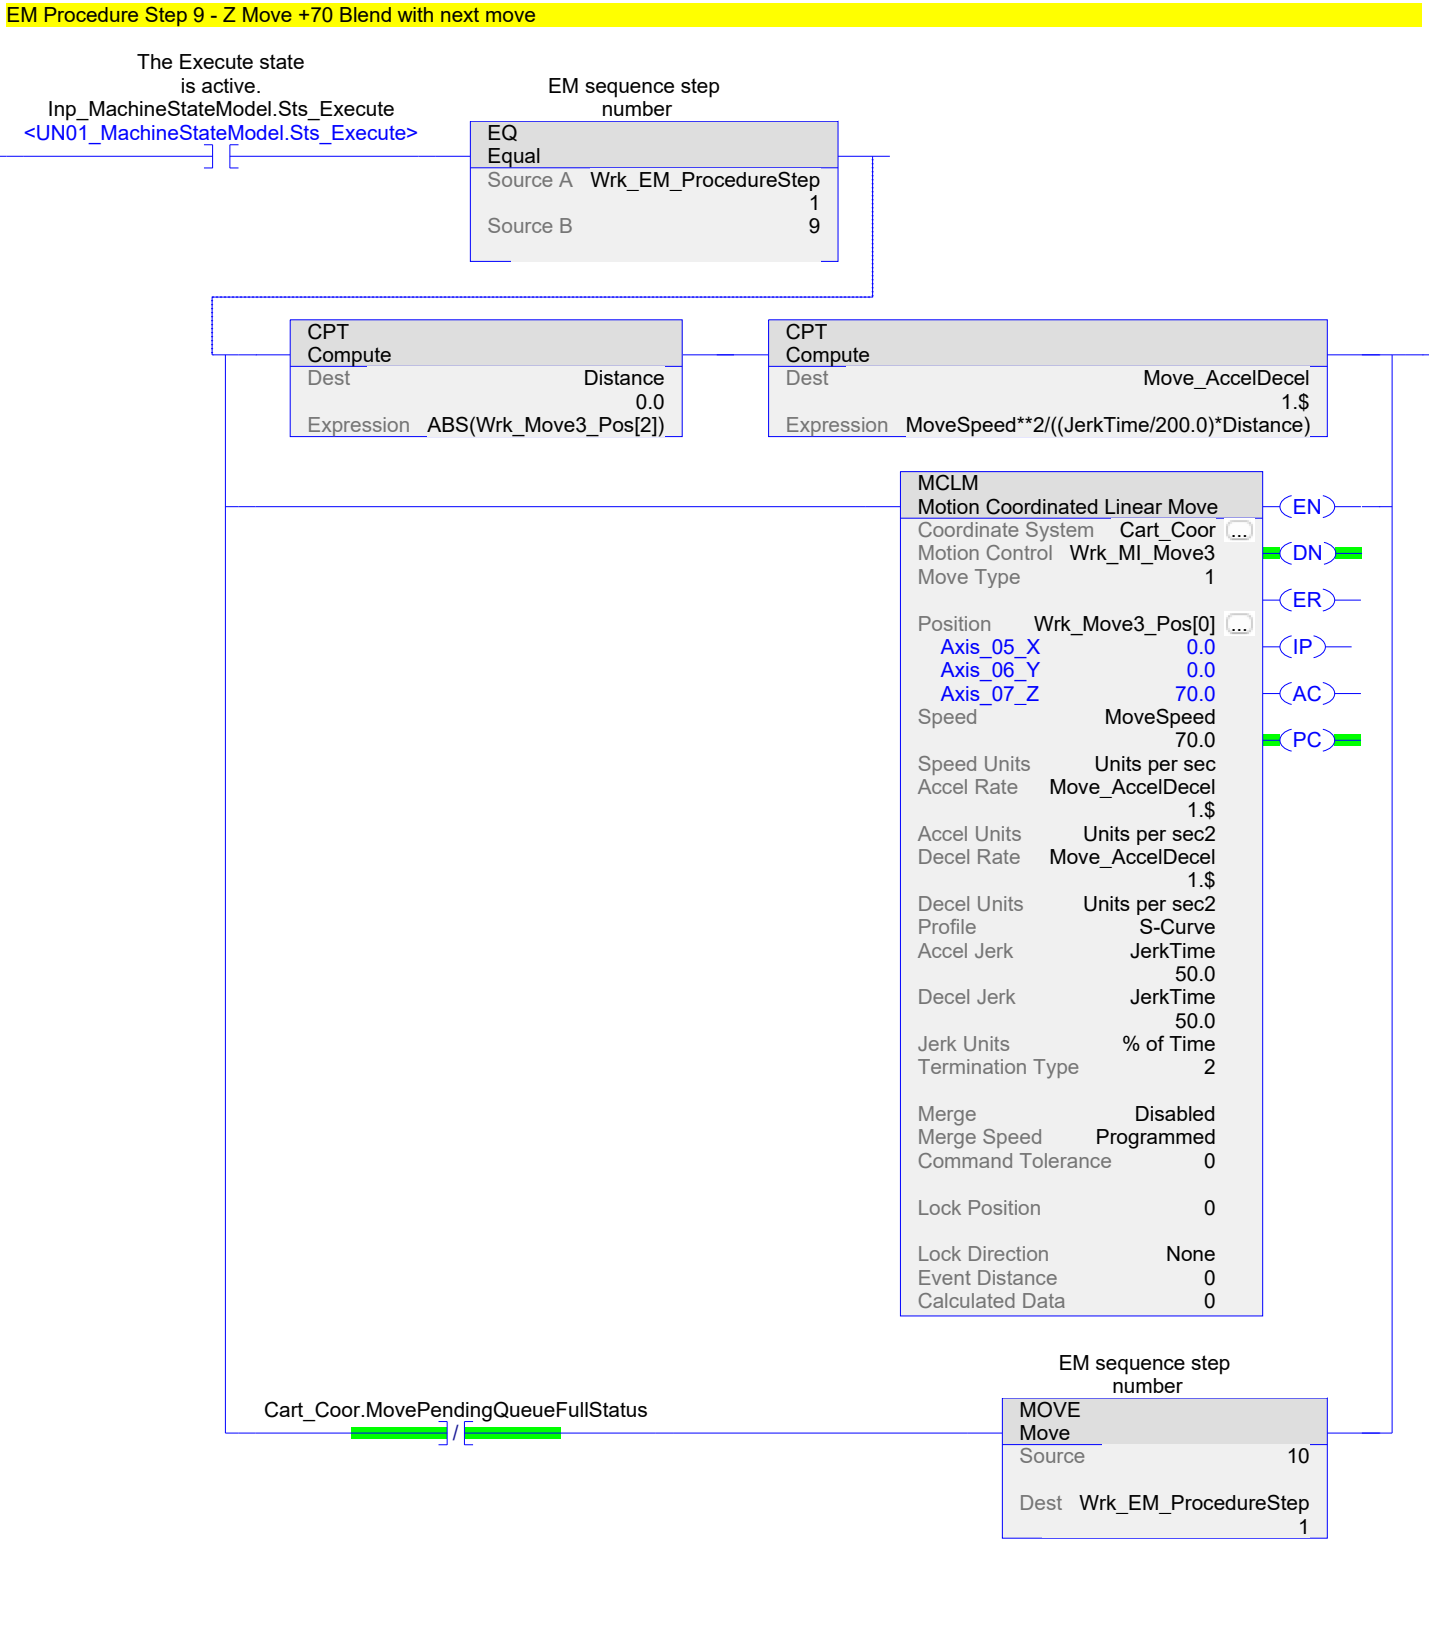 EM Procedure Step 9 - Z Move +70 Blend with next move
The Execute state
is active.
Inp_MachineStateModel.Sts_Execute
<UN01_MachineStateModel.Sts_Execute>
EM sequence step
number
EQ
Equal
Source A Wrk_EM_ProcedureStep
1
Source B 9
CPT
Compute
Dest Distance
0.0
Expression ABS(Wrk_Move3_Pos[2])
CPT
Compute
Dest Move_AccelDecel
1.$
Expression MoveSpeed**2/((JerkTime/200.0)*Distance)
MCLM
Motion Coordinated Linear Move
Coordinate System Cart_Coor ...
Motion Control Wrk_MI_Move3
Move Type 1
Position Wrk_Move3_Pos[0] ...
Axis_05_X 0.0
Axis_06_Y 0.0
Axis_07_Z 70.0
Speed MoveSpeed
70.0
Speed Units Units per sec
Accel Rate Move_AccelDecel
1.$
Accel Units Units per sec2
Decel Rate Move_AccelDecel
1.$
Decel Units Units per sec2
Profile S-Curve
Accel Jerk JerkTime
50.0
Decel Jerk JerkTime
50.0
Jerk Units % of Time
Termination Type 2
Merge Disabled
Merge Speed Programmed
Command Tolerance 0
Lock Position 0
Lock Direction None
Event Distance 0
Calculated Data 0
EN
DN
ER
IP
AC
PC
Cart_Coor.MovePendingQueueFullStatus
/
EM sequence step
number
MOVE
Move
Source 10
Dest Wrk_EM_ProcedureStep
1